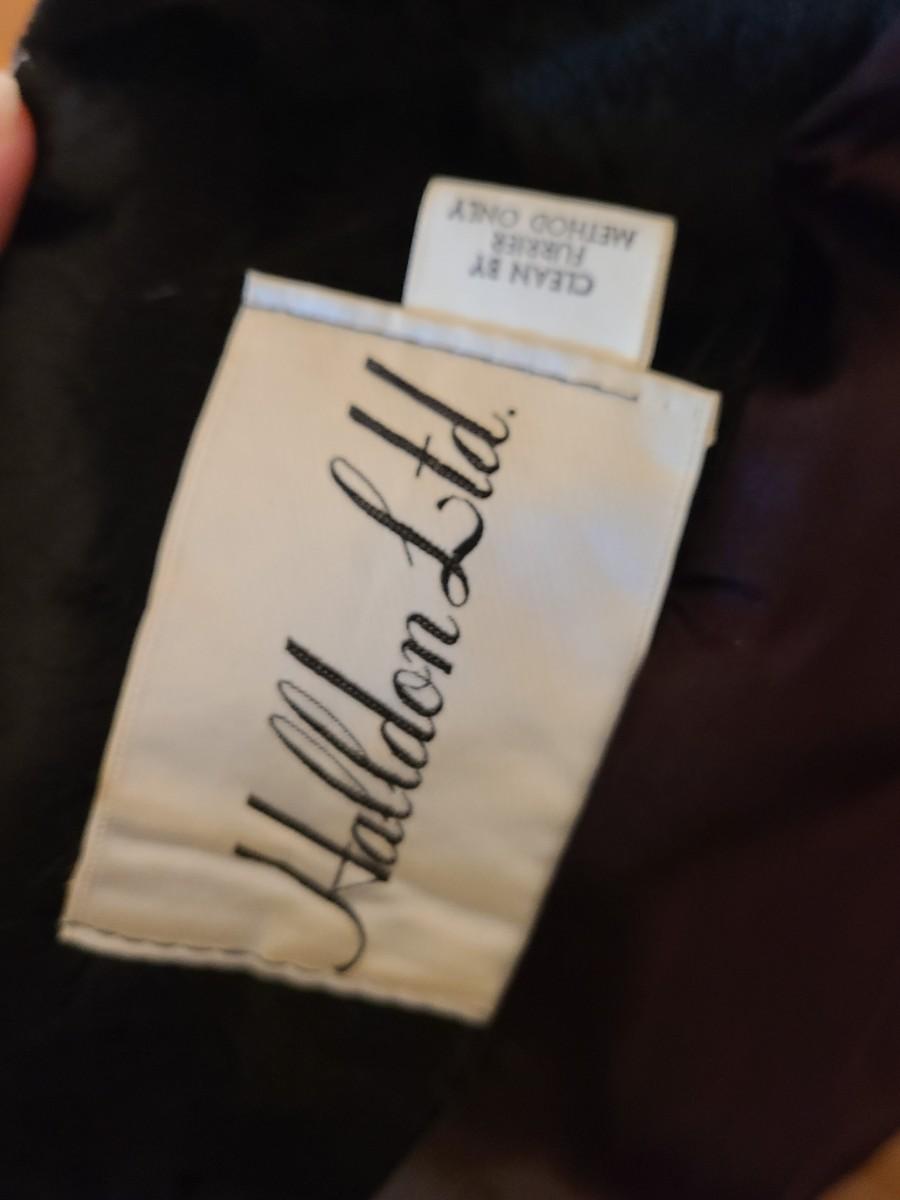 CLEAN BY
FURRIER
METHOD ONLY
Halldon Ltd.